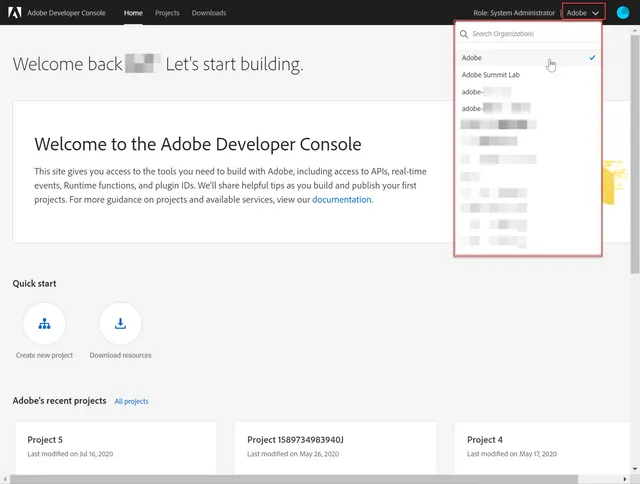 Adobe Developer Console
Home
Projects
Downloads
Role: System Administrator
Adobe
Search Organizations
Adobe
Adobe Summit Lab
adobe-
adobe-
Welcome back Let's start building.
Welcome to the Adobe Developer Console
This site gives you access to the tools you need to build with Adobe, including access to APIs, real-time
events, Runtime functions, and plugin IDs. We'll share helpful tips as you build and publish your first
projects. For more guidance on projects and available services, view our documentation.
Quick start
Create new project
Download resources
Adobe's recent projects
All projects
Project 5
Last modified on Jul 16, 2020
Project 1589734983940J
Last modified on May 26, 2020
Project 4
Last modified on May 17, 2020